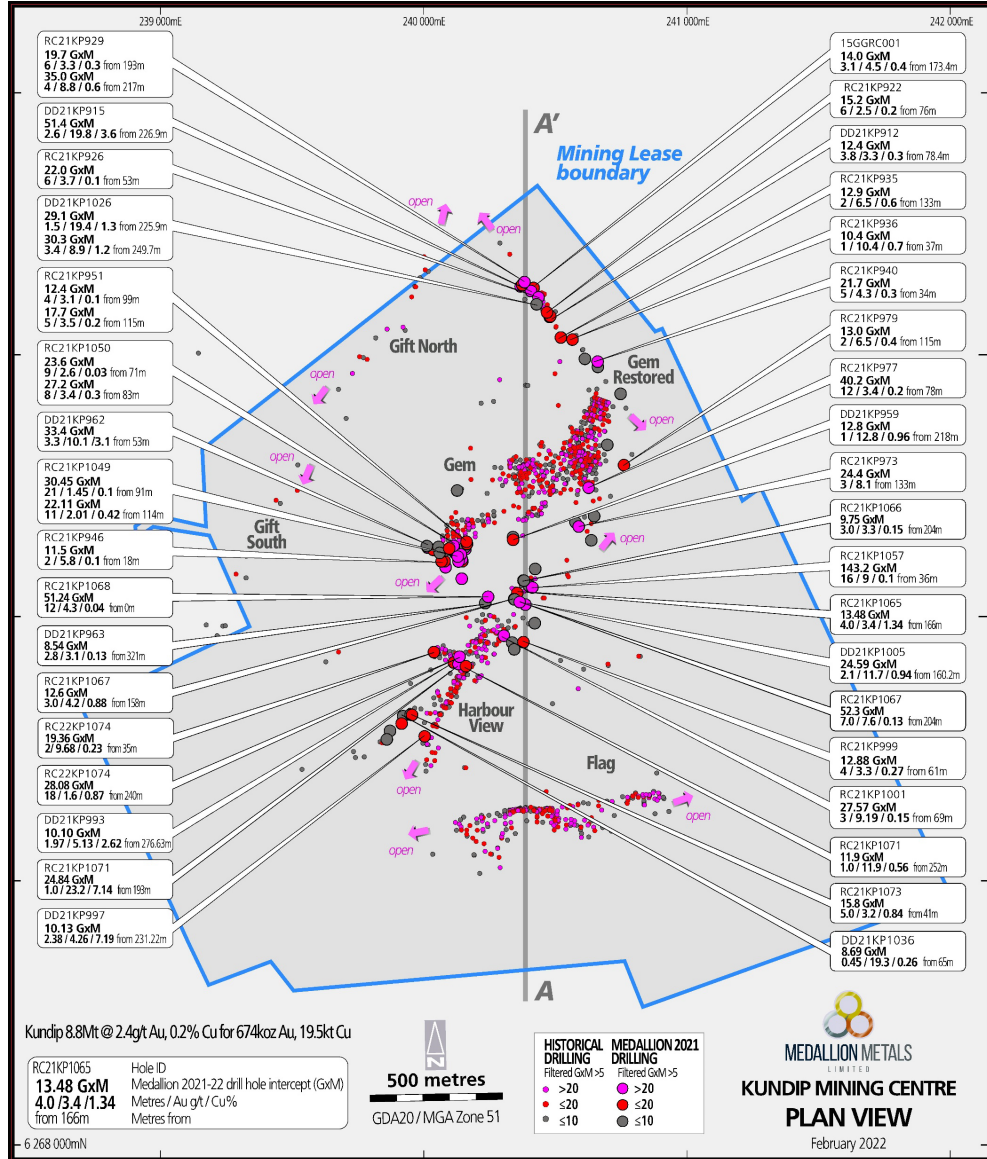 239 000mE
240 000mE
241 000mE
242 000mE
RC21KP929
19.7 GxM
6 / 3.3 / 0.3 from 193m
35.0 GxM
4 / 8.8 / 0.6 from 217m
DD21KP915
51.4 GxM
2.6 / 19.8 / 3.6 from 226.9m
RC21KP926
22.0 GxM
6 / 3.7 / 0.1 from 53m
DD21KP1026
29.1 GxM
1.5 / 19.4 / 1.3 from 225.9m
30.3 GxM
3.4 / 8.9 / 1.2 from 249.7m
RC21KP951
12.4 GxM
4 / 3.1 / 0.1 from 99m
17.7 GxM
5 / 3.5 / 0.2 from 115m
RC21KP1050
23.6 GxM
9 / 2.6 / 0.03 from 71m
27.2 GxM
8 / 3.4 / 0.3 from 83m
DD21KP962
33.4 GxM
3.3 /10.1 /3.1 from 53m
RC21KP1049
30.45 GxM
21 / 1.45 / 0.1 from 91m
22.11 GxM
11 / 2.01 / 0.42 from 114m
RC21KP946
11.5 GxM
2 / 5.8 / 0.1 from 18m
RC21KP1068
51.24 GxM
12 / 4.3 / 0.04 from 0m
DD21KP963
8.54 GxM
2.8 / 3.1 / 0.13 from 321m
RC21KP1067
12.6 GxM
3.0 / 4.2 / 0.88 from 158m
RC22KP1074
19.36 GxM
2/ 9.68 / 0.23 from 35m
RC22KP1074
28.08 GxM
18 / 1.6 / 0.87 from 240m
DD21KP993
10.10 GxM
1.97 / 5.13 / 2.62 from 276.63m
RC21KP1071
24.84 GxM
1.0 / 23.2 / 7.14 from 193m
DD21KP997
10.13 GxM
2.38 / 4.26 / 7.19 from 231.22m
A'
Mining Lease
boundary
open
open
Gift North
open
Gem
Restored
open
open
Gem
Gift
South
open
open
Harbour
View
open
Flag
open
open
A
15GGRC001
14.0 GxM
3.1 / 4.5 / 0.4 from 173.4m
RC21KP922
15.2 GxM
6 / 2.5 / 0.2 from 76m
DD21KP912
12.4 GxM
3.8 /3.3 / 0.3 from 78.4m
RC21KP935
12.9 GxM
2 / 6.5 / 0.6 from 133m
RC21KP936
10.4 GxM
1 / 10.4 / 0.7 from 37m
RC21KP940
21.7 GxM
5 / 4.3 / 0.3 from 34m
RC21KP979
13.0 GxM
2 / 6.5 / 0.4 from 115m
RC21KP977
40.2 GxM
12 / 3.4 / 0.2 from 78m
DD21KP959
12.8 GxM
1 / 12.8 / 0.96 from 218m
RC21KP973
24.4 GxM
3 / 8.1 from 133m
RC21KP1066
9.75 GxM
3.0 / 3.3 / 0.15 from 204m
RC21KP1057
143.2 GxM
16 / 9 / 0.1 from 36m
RC21KP1065
13.48 GxM
4.0 / 3.4 / 1.34 from 166m
DD21KP1005
24.59 GxM
2.1 / 11.7 / 0.94 from 160.2m
RC21KP1067
52.3 GxM
7.0 / 7.6 / 0.13 from 204m
RC21KP999
12.88 GxM
4 / 3.3 / 0.27 from 61m
RC21KP1001
27.57 GxM
3 / 9.19 / 0.15 from 69m
RC21KP1071
11.9 GxM
1.0 / 11.9 / 0.56 from 252m
RC21KP1073
15.8 GxM
5.0 / 3.2 / 0.84 from 41m
DD21KP1036
8.69 GxM
0.45 / 19.3 / 0.26 from 65m
Kundip 8.8Mt @ 2.4g/t Au, 0.2% Cu for 674koz Au, 19.5kt Cu
RC21KP1065 Hole ID
13.48 GxM Medallion 2021-22 drill hole intercept (GxM)
4.0 /3.4 / 1.34 Metres / Au g/t / Cu%
from 166m Metres from
N
500 metres
GDA20 / MGA Zone 51
HISTORICAL DRILLING
Filtered GxM >5
>20
≤20
≤10
MEDALLION 2021 DRILLING
Filtered GxM >5
>20
≤20
≤10
MEDALLION METALS
LIMITED
KUNDIP MINING CENTRE
PLAN VIEW
February 2022
6 268 000mN